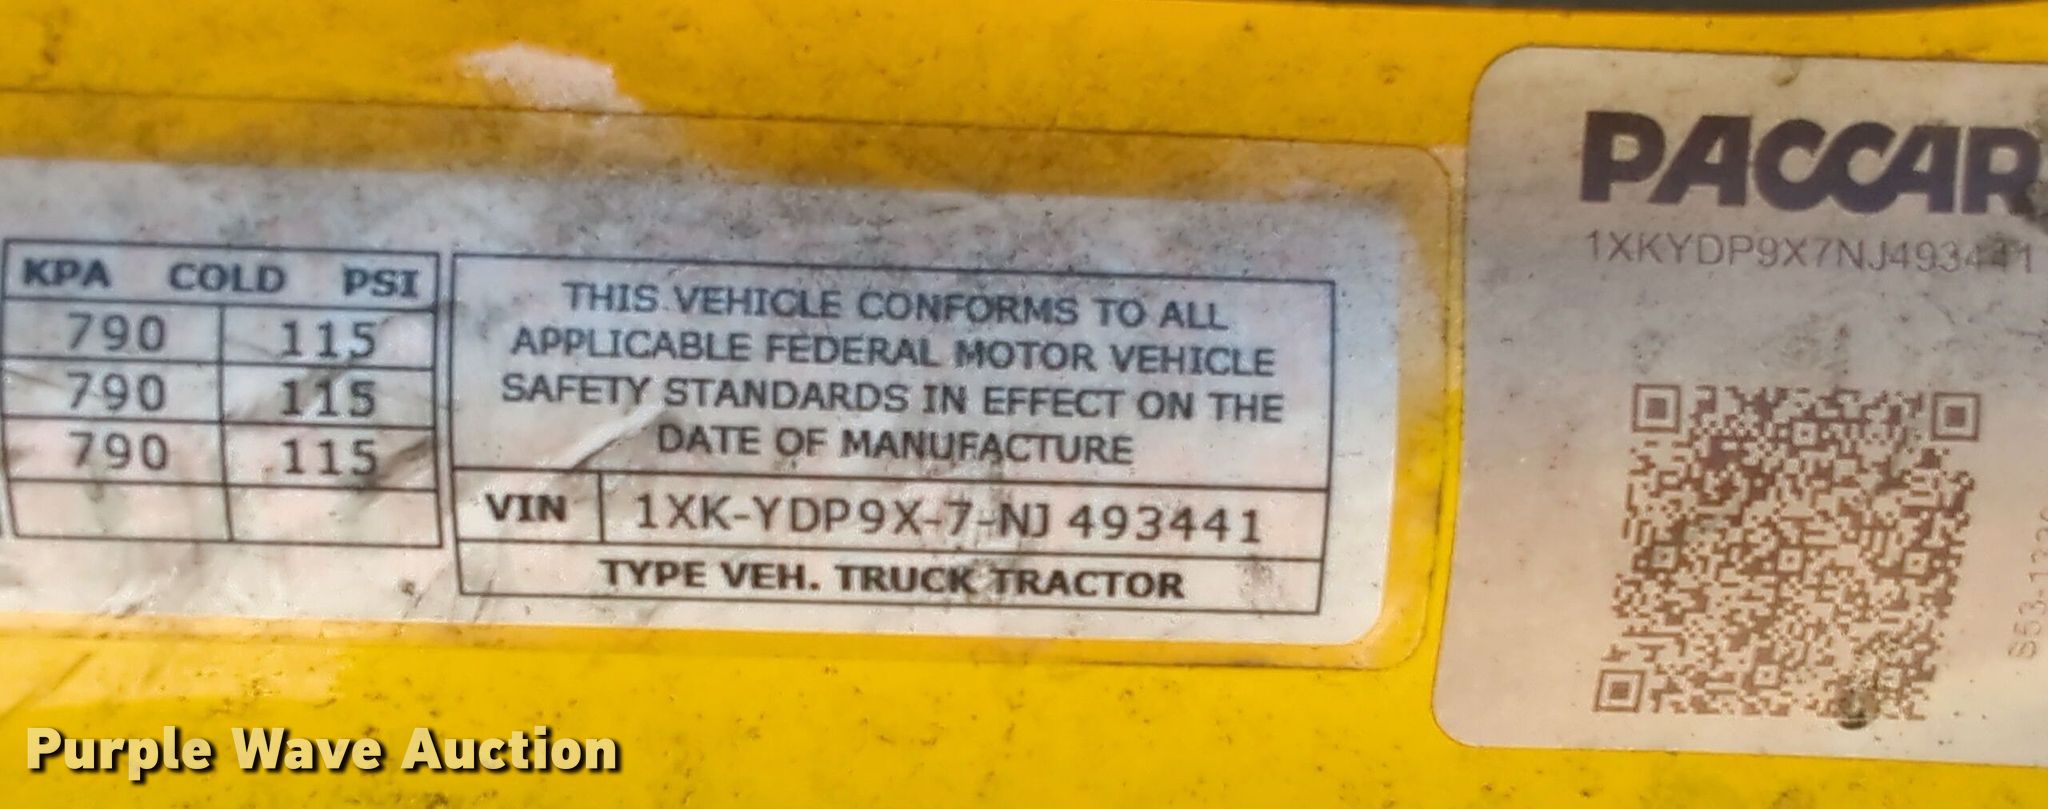 KPA COLD PSI
790 115
790 115
790 115
THIS VEHICLE CONFORMS TO ALL
APPLICABLE FEDERAL MOTOR VEHICLE
SAFETY STANDARDS IN EFFECT ON THE
DATE OF MANUFACTURE
VIN 1XK-YDP9X-7-NJ 493441
TYPE VEH. TRUCK TRACTOR
PACCAR
1XKYDP9X7NJ493441
Purple Wave Auction